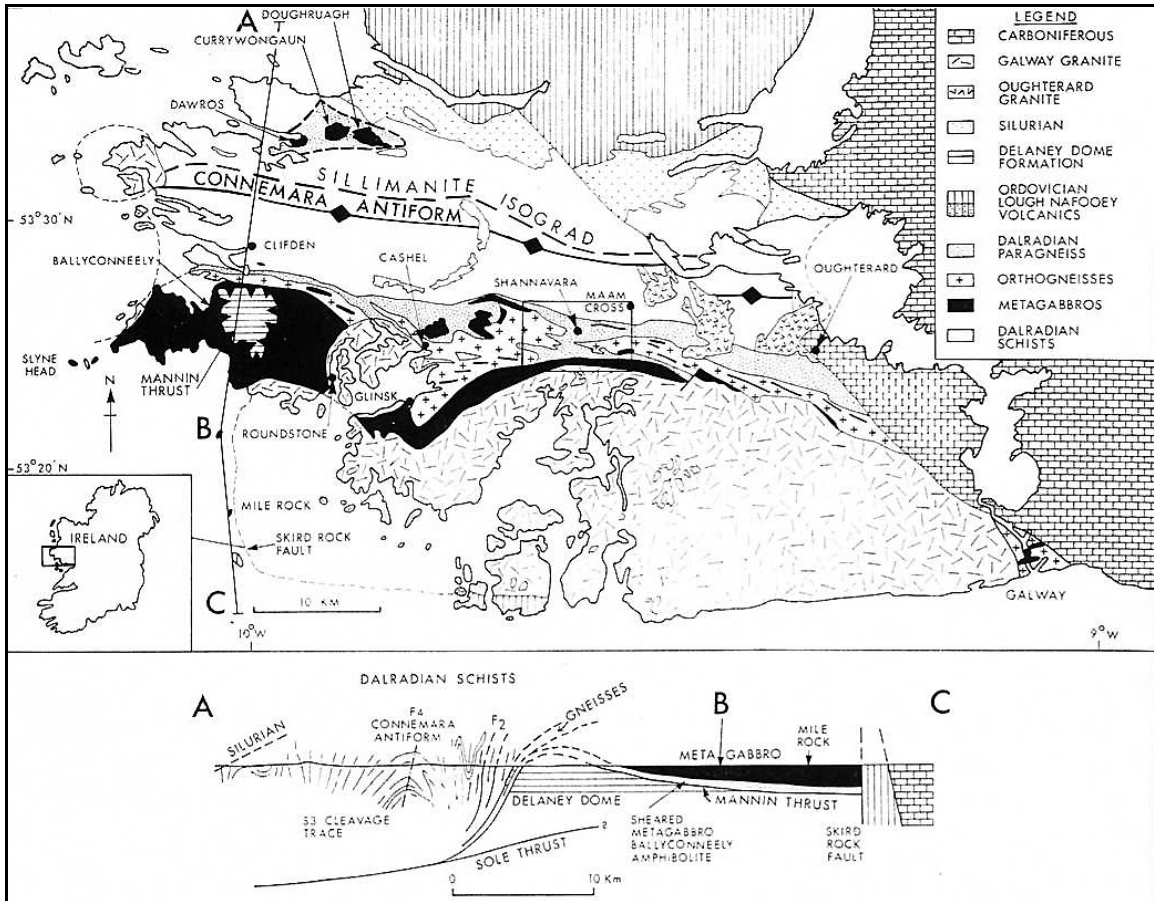 A
DOUGHRUAGH
CURRYWONGAUN
DAWROS
SILLIMANITE
ISOGRAD
CONNEMARA ANTIFORM
53°30' N
CLIFDEN
BALLYCONNEELY
CASHEL
SHANNAVARA
MAAM
CROSS
OUGHTERARD
SLYNE
HEAD
N
MANNIN
THRUST
GLINSK
B
ROUNDSTONE
53°20' N
MILE ROCK
SKIRD ROCK
FAULT
IRELAND
C
10 KM
GALWAY
10°W
9°W
LEGEND
CARBONIFEROUS
GALWAY GRANITE
OUGHTERARD
GRANITE
SILURIAN
DELANEY DOME
FORMATION
ORDOVICIAN
LOUGH NAFOOEY
VOLCANICS
DALRADIAN
PARAGNEISS
ORTHOGNEISSES
METAGABBROS
DALRADIAN
SCHISTS
DALRADIAN SCHISTS
A
B
C
SILURIAN
F4
CONNEMARA
ANTIFORM
F2
GNEISSES
META GABBRO
MILE
ROCK
DELANEY DOME
MANNIN THRUST
S3 CLEAVAGE
TRACE
SOLE THRUST
SHEARED
METAGABBRO
BALLYCONNEELY
AMPHIBOLITE
SKIRD
ROCK
FAULT
0
10 Km